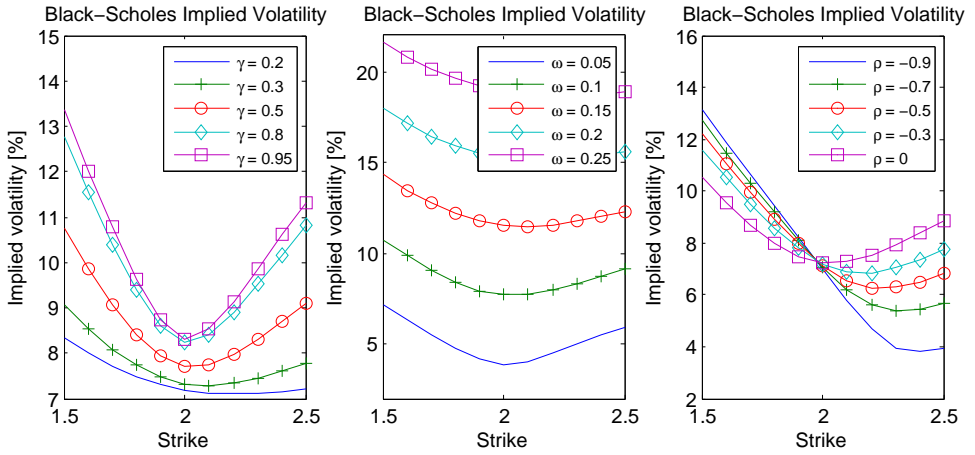 Black−Scholes Implied Volatility
15
14
13
12
11
10
9
8
7
1.5
2
2.5
Strike
Implied volatility [%]
γ = 0.2
γ = 0.3
γ = 0.5
γ = 0.8
γ = 0.95
Black−Scholes Implied Volatility
20
15
10
5
1.5
2
2.5
Strike
Implied volatility [%]
ω = 0.05
ω = 0.1
ω = 0.15
ω = 0.2
ω = 0.25
Black−Scholes Implied Volatility
16
14
12
10
8
6
4
2
1.5
2
2.5
Strike
Implied volatility [%]
ρ = −0.9
ρ = −0.7
ρ = −0.5
ρ = −0.3
ρ = 0